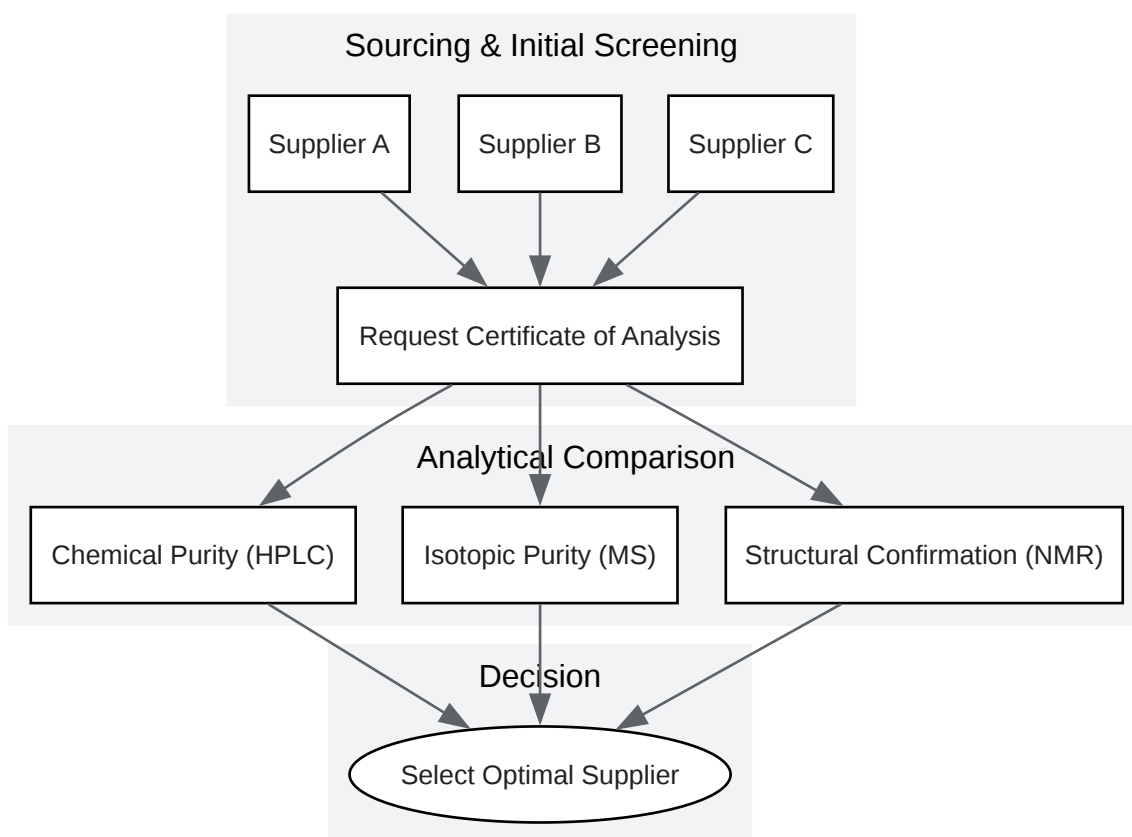 Sourcing & Initial Screening
Supplier A
Supplier B
Supplier C
Request Certificate of Analysis
Analytical Comparison
Chemical Purity (HPLC)
Isotopic Purity (MS)
Structural Confirmation (NMR)
Decision
Select Optimal Supplier